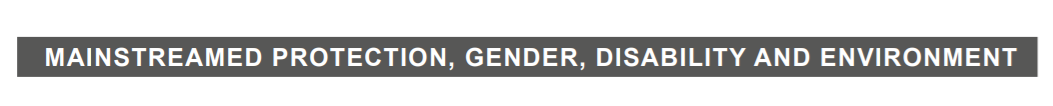 MAINSTREAMED PROTECTION, GENDER, DISABILITY AND ENVIRONMENT